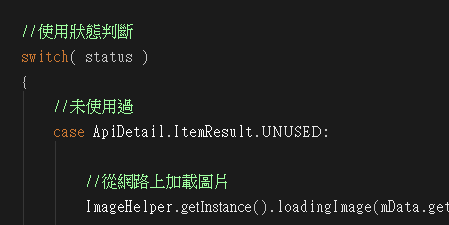 //使用狀態判斷
switch( status )
{
//未使用過
case ApiDetail.ItemResult.UNUSED:
//從網路上加載圖片
ImageHelper.getInstance().loadingImage(mData.get